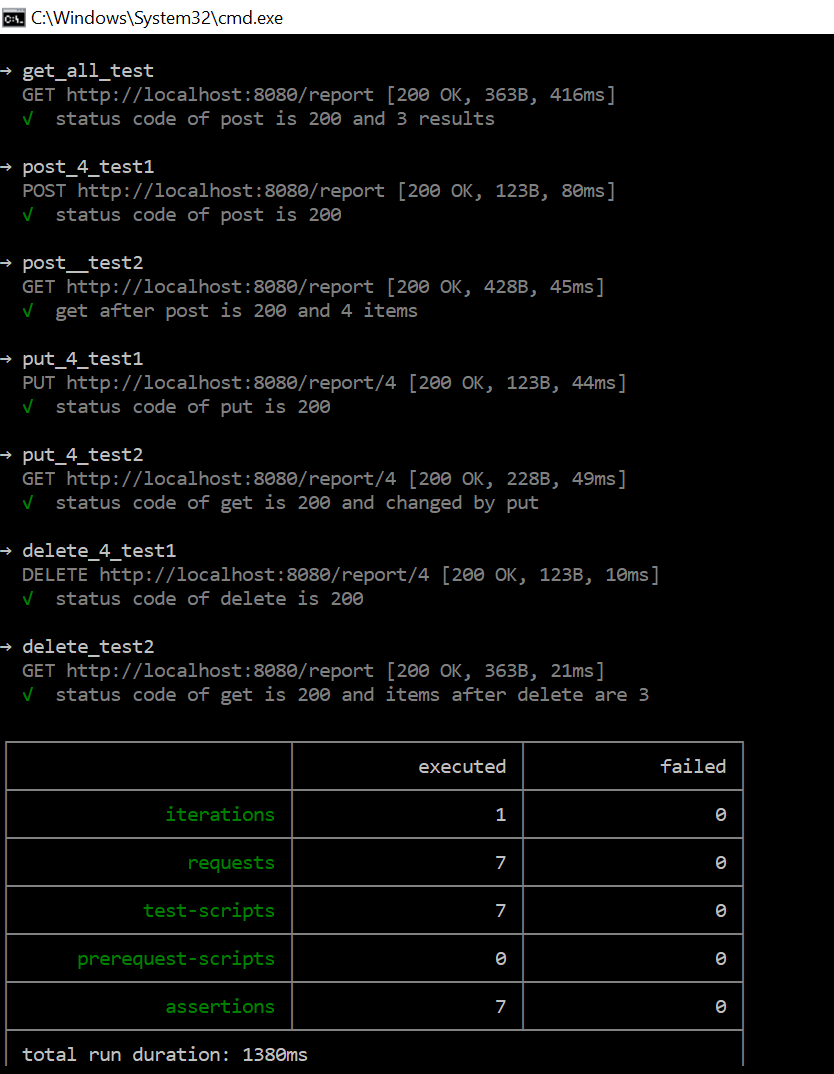 C:\Windows\System32\cmd.exe
→ get_all_test
GET http://localhost:8080/report [200 OK, 363B, 416ms]
√ status code of post is 200 and 3 results
→ post_4_test1
POST http://localhost:8080/report [200 OK, 123B, 80ms]
√ status code of post is 200
→ post__test2
GET http://localhost:8080/report [200 OK, 428B, 45ms]
√ get after post is 200 and 4 items
→ put_4_test1
PUT http://localhost:8080/report/4 [200 OK, 123B, 44ms]
√ status code of put is 200
→ put_4_test2
GET http://localhost:8080/report/4 [200 OK, 228B, 49ms]
√ status code of get is 200 and changed by put
→ delete_4_test1
DELETE http://localhost:8080/report/4 [200 OK, 123B, 10ms]
√ status code of delete is 200
→ delete_test2
GET http://localhost:8080/report [200 OK, 363B, 21ms]
√ status code of get is 200 and items after delete are 3
executed failed
iterations 1 0
requests 7 0
test-scripts 7 0
prerequest-scripts 0 0
assertions 7 0
total run duration: 1380ms